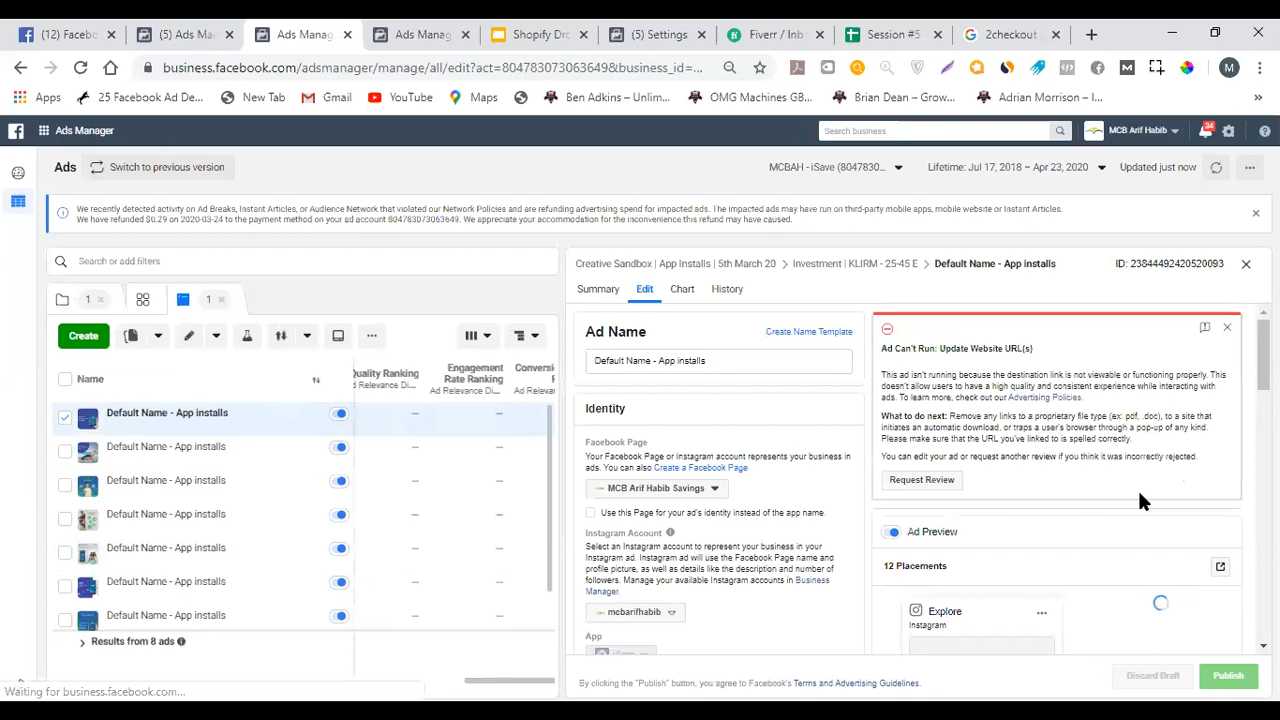 (12) Facebo
(5) Ads Ma
Ads Manag
Ads Manag
Shopify Dro
(5) Settings
Fiverr / Inb
Session #5
2checkout
business.facebook.com/adsmanager/manage/all/edit?act=804783073063649&business_id=...
M
Apps
25 Facebook Ad De...
New Tab
Gmail
YouTube
Maps
Ben Adkins – Unlim...
OMG Machines GB...
Brian Dean – Grow...
Adrian Morrison – I...
Ads Manager
Search business
MCB Arif Habib
34
Ads
Switch to previous version
MCBAH - iSave (8047830...
Lifetime: Jul 17, 2018 – Apr 23, 2020
Updated just now
We recently detected activity on Ad Breaks, Instant Articles, or Audience Network that violated our Network Policies and are refunding advertising spend for impacted ads. The impacted ads may have run on third-party mobile apps, mobile website or Instant Articles.
We have refunded $0.29 on 2020-03-24 to the payment method on your ad account 804783073063649. We appreciate your accommodation for the inconvenience this refund may have caused.
Search or add filters
Creative Sandbox | App Installs | 5th March 20
Investment | KLIRM - 25-45 E
Default Name - App installs
ID: 23844492420520093
1
1
Summary
Edit
Chart
History
Create
Name
Quality Ranking
Ad Relevance Di...
Engagement
Rate Ranking
Ad Relevance Di...
Convers
Default Name - App installs
Default Name - App installs
Default Name - App installs
Default Name - App installs
Default Name - App installs
Default Name - App installs
Default Name - App installs
Results from 8 ads
Waiting for business.facebook.com...
Ad Name
Create Name Template
Default Name - App installs
Identity
Facebook Page
Your Facebook Page or Instagram account represents your business in
ads. You can also Create a Facebook Page
MCB Arif Habib Savings
Use this Page for your ad's identity instead of the app name.
Instagram Account
Select an Instagram account to represent your business in your
Instagram ad. Instagram ad will use the Facebook Page name and
profile picture, as well as details like the description and number of
followers. Manage your available Instagram accounts in Business
Manager.
mcbarifhabib
App
iSave
Ad Can't Run: Update Website URL(s)
This ad isn't running because the destination link is not viewable or functioning properly. This
doesn't allow users to have a high quality and consistent experience while interacting with
ads. To learn more, check out our Advertising Policies.
What to do next: Remove any links to a proprietary file type (ex: pdf, .doc), to a site that
initiates an automatic download, or traps a user's browser through a pop-up of any kind.
Please make sure that the URL you've linked to is spelled correctly.
You can edit your ad or request another review if you think it was incorrectly rejected.
Request Review
Ad Preview
12 Placements
Explore
Instagram
By clicking the "Publish" button, you agree to Facebook's Terms and Advertising Guidelines.
Discard Draft
Publish